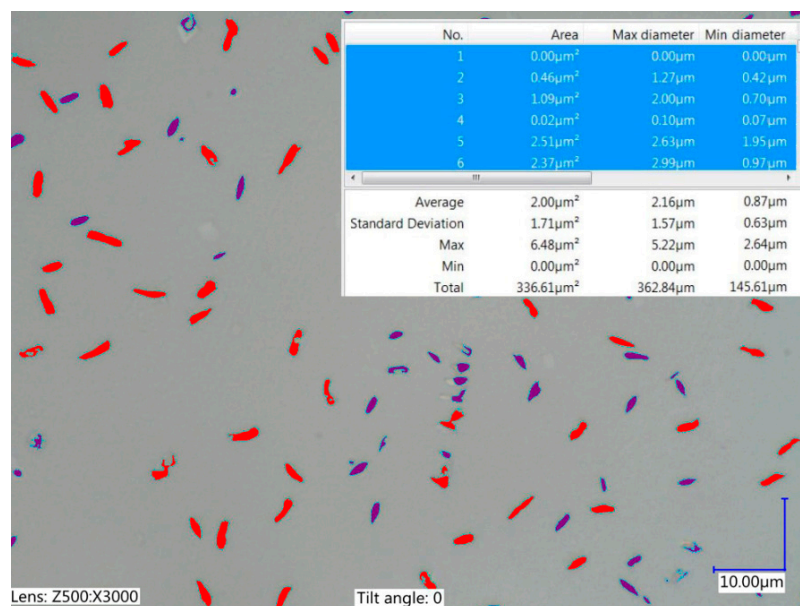 No. Area Max diameter Min diameter
1 0.00μm² 0.00μm 0.00μm
2 0.46μm² 1.27μm 0.42μm
3 1.09μm² 2.00μm 0.70μm
4 0.02μm² 0.10μm 0.07μm
5 2.51μm² 2.63μm 1.95μm
6 2.37μm² 2.99μm 0.97μm
Average 2.00μm² 2.16μm 0.87μm
Standard Deviation 1.71μm² 1.57μm 0.63μm
Max 6.48μm² 5.22μm 2.64μm
Min 0.00μm² 0.00μm 0.00μm
Total 336.61μm² 362.84μm 145.61μm
10.00μm
Lens: Z500:X3000 Tilt angle: 0